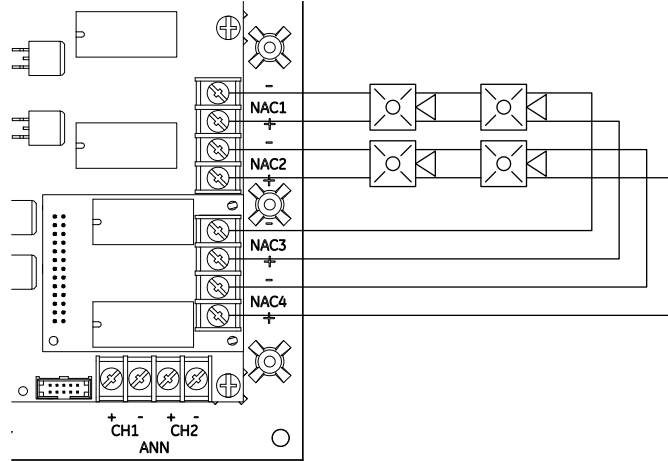 -
NAC1
+
-
NAC2
+
-
NAC3
+
-
NAC4
+
+ - + -
CH1 CH2
ANN